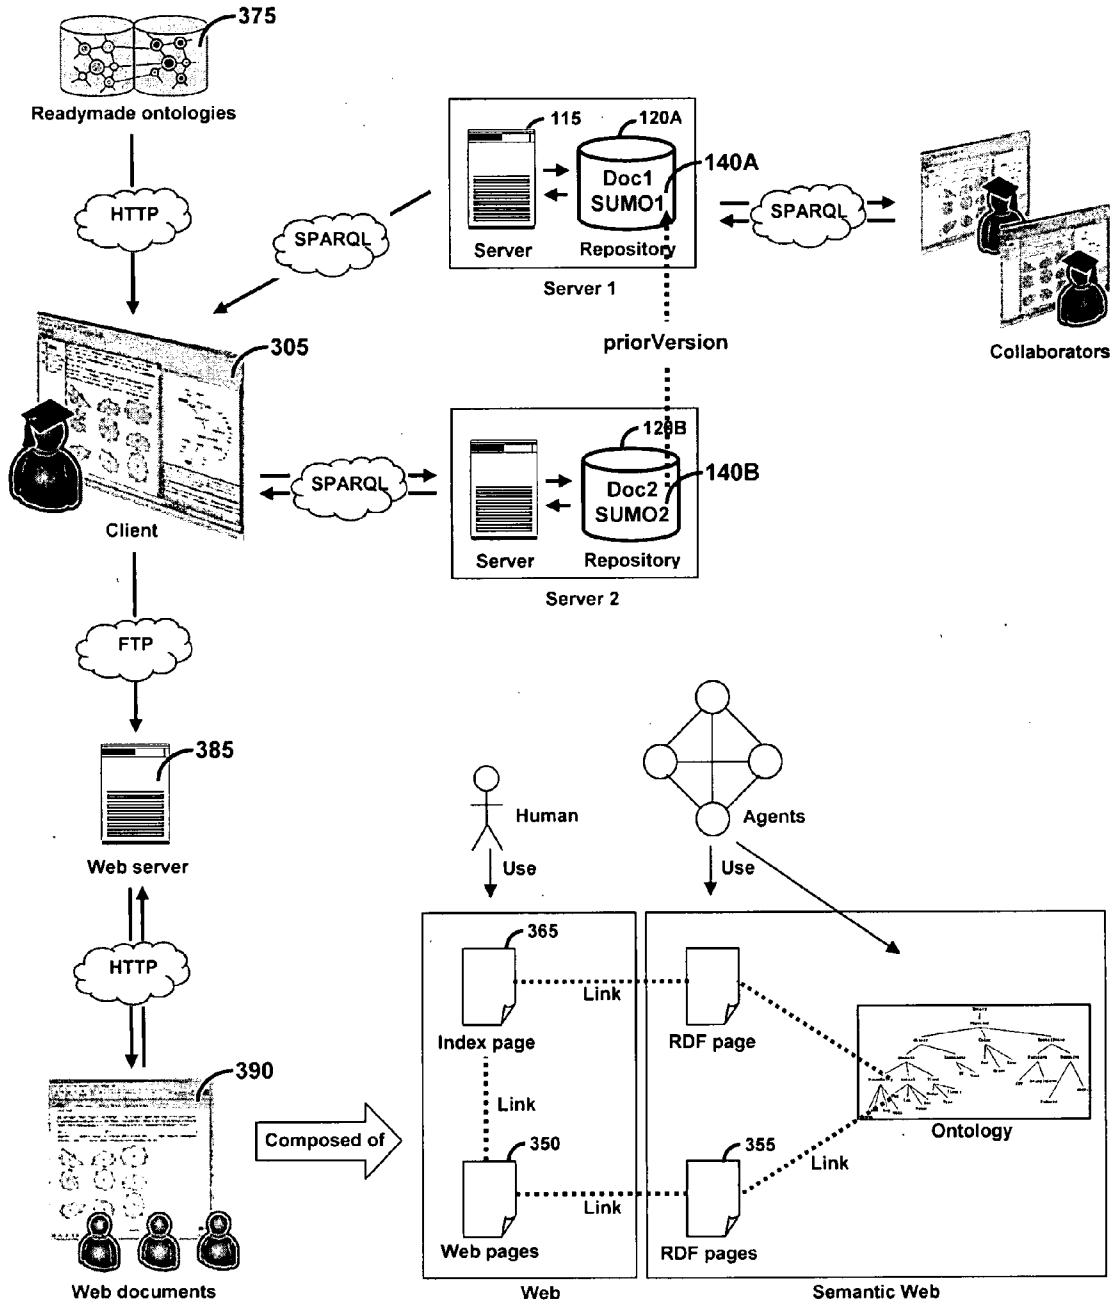 375
Readymade ontologies
HTTP
SPARQL
115
120A
140A
Doc1
SUMO1
Server
Repository
Server 1
SPARQL
Collaborators
priorVersion
305
Client
SPARQL
120B
140B
Doc2
SUMO2
Server
Repository
Server 2
FTP
385
Web server
HTTP
390
Web documents
Composed of
Human
Use
Agents
Use
365
Index page
Link
RDF page
Link
350
Web pages
Link
355
RDF pages
Link
Ontology
Web
Semantic Web